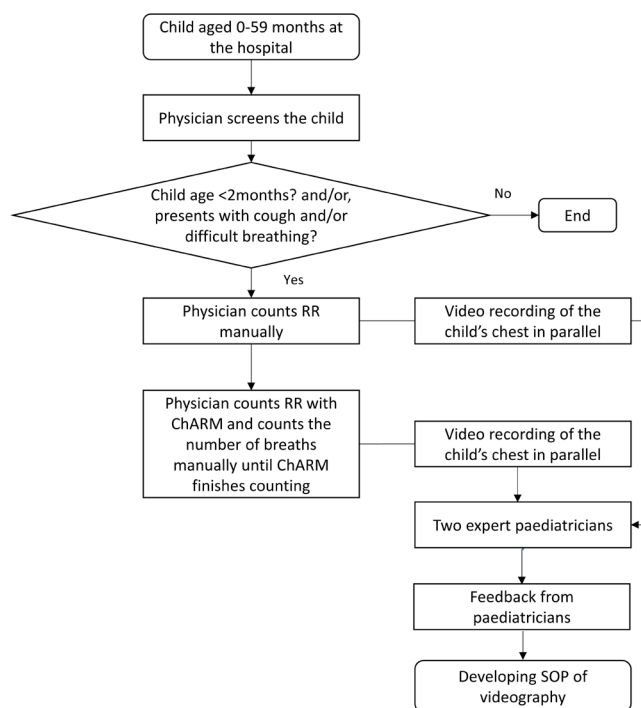 Child aged 0-59 months at
the hospital
Physician screens the child
Child age <2months? and/or,
presents with cough and/or
difficult breathing?
No
End
Yes
Physician counts RR
manually
Video recording of the
child's chest in parallel
Physician counts RR with
ChARM and counts the
number of breaths
manually until ChARM
finishes counting
Video recording of the
child's chest in parallel
Two expert paediatricians
Feedback from
paediatricians
Developing SOP of
videography